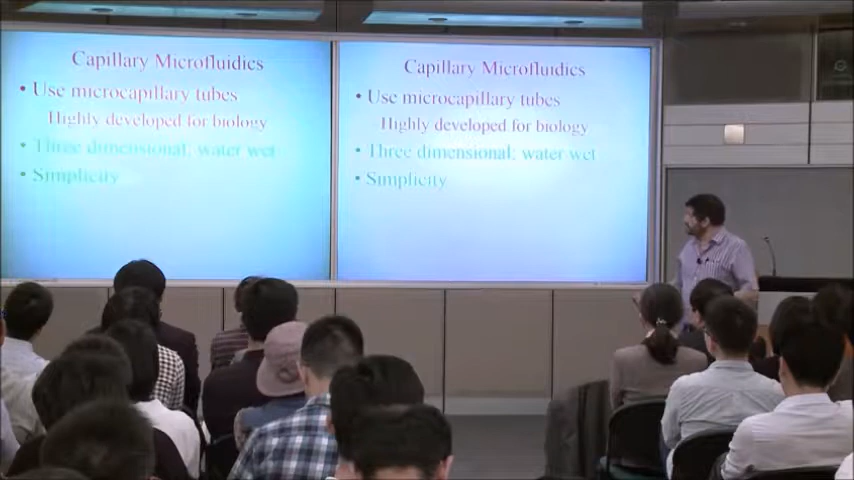 Capillary Microfluidics
• Use microcapillary tubes
Highly developed for biology
• Three dimensional: water wet
• Simplicity
Capillary Microfluidics
• Use microcapillary tubes
Highly developed for biology
• Three dimensional: water wet
• Simplicity